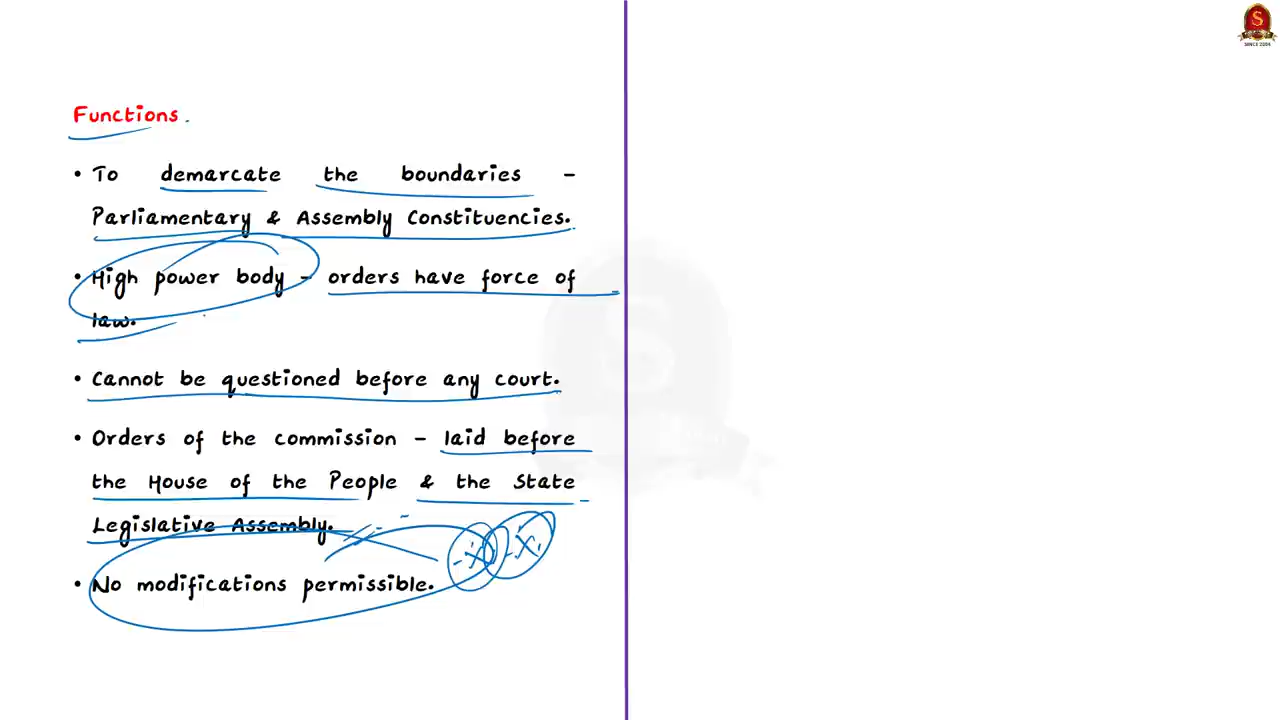 S
SINCE 2004
Functions.
• To demarcate the boundaries -
Parliamentary & Assembly Constituencies.
• High power body - orders have force of
law.
• Cannot be questioned before any court.
• Orders of the commission - laid before
the House of the People & the State
Legislative Assembly.
• No modifications permissible.